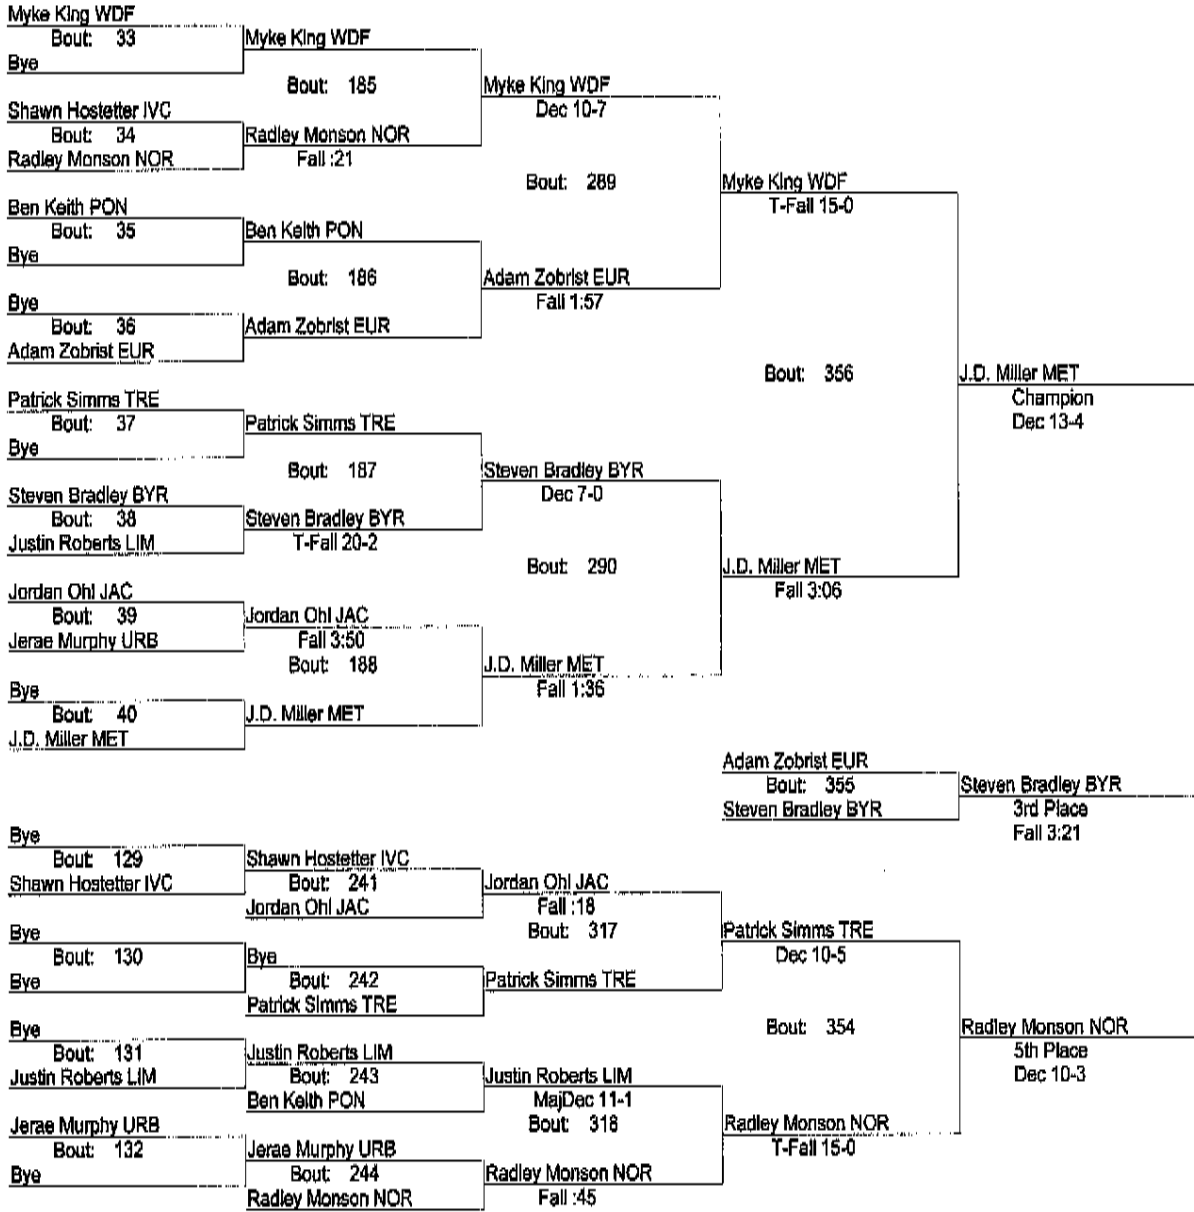 Myke King WDF
Bout: 33
Bye
Myke King WDF
Bout: 185
Shawn Hostetter IVC
Bout: 34
Radley Monson NOR
Radley Monson NOR
Fall :21
Myke King WDF
Dec 10-7
Bout: 289
Ben Keith PON
Bout: 35
Bye
Ben Keith PON
Bout: 186
Bye
Bout: 36
Adam Zobrist EUR
Adam Zobrist EUR
Adam Zobrist EUR
Fall 1:57
Myke King WDF
T-Fall 15-0
Bout: 356
Patrick Simms TRE
Bout: 37
Bye
Patrick Simms TRE
Bout: 187
Steven Bradley BYR
Bout: 38
Justin Roberts LIM
Steven Bradley BYR
T-Fall 20-2
Steven Bradley BYR
Dec 7-0
Bout: 290
Jordan Ohl JAC
Bout: 39
Jerae Murphy URB
Jordan Ohl JAC
Fall 3:50
Bout: 188
Bye
Bout: 40
J.D. Miller MET
J.D. Miller MET
J.D. Miller MET
Fall 1:36
J.D. Miller MET
Fall 3:06
J.D. Miller MET
Champion
Dec 13-4
Adam Zobrist EUR
Bout: 355
Steven Bradley BYR
Steven Bradley BYR
3rd Place
Fall 3:21
Bye
Bout: 129
Shawn Hostetter IVC
Shawn Hostetter IVC
Bout: 241
Jordan Ohl JAC
Jordan Ohl JAC
Fall :18
Bout: 317
Bye
Bout: 130
Bye
Bye
Bout: 242
Patrick Simms TRE
Patrick Simms TRE
Patrick Simms TRE
Dec 10-5
Bout: 354
Bye
Bout: 131
Justin Roberts LIM
Justin Roberts LIM
Bout: 243
Ben Keith PON
Justin Roberts LIM
MajDec 11-1
Bout: 318
Jerae Murphy URB
Bout: 132
Bye
Jerae Murphy URB
Bout: 244
Radley Monson NOR
Radley Monson NOR
Fall :45
Radley Monson NOR
T-Fall 15-0
Radley Monson NOR
5th Place
Dec 10-3